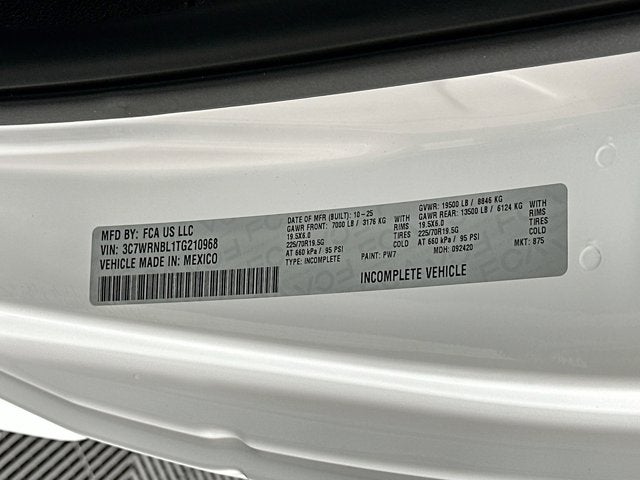 MFD BY: FCA US LLC
VIN: 3C7WRNBL1TG210968
VEHICLE MADE IN: MEXICO
DATE OF MFR (BUILT): 10-25
GAWR FRONT: 7000 LB / 3176 KG WITH
19.5X6.0 RIMS
225/70R19.5G TIRES
AT 660 kPa / 95 PSI COLD
TYPE: INCOMPLETE
PAINT: PW7
GVWR: 19500 LB / 8846 KG
GAWR REAR: 13500 LB / 6124 KG WITH
19.5X6.0 RIMS
225/70R19.5G TIRES
AT 660 kPa / 95 PSI COLD
MDH: 092420
MKT: 875
INCOMPLETE VEHICLE